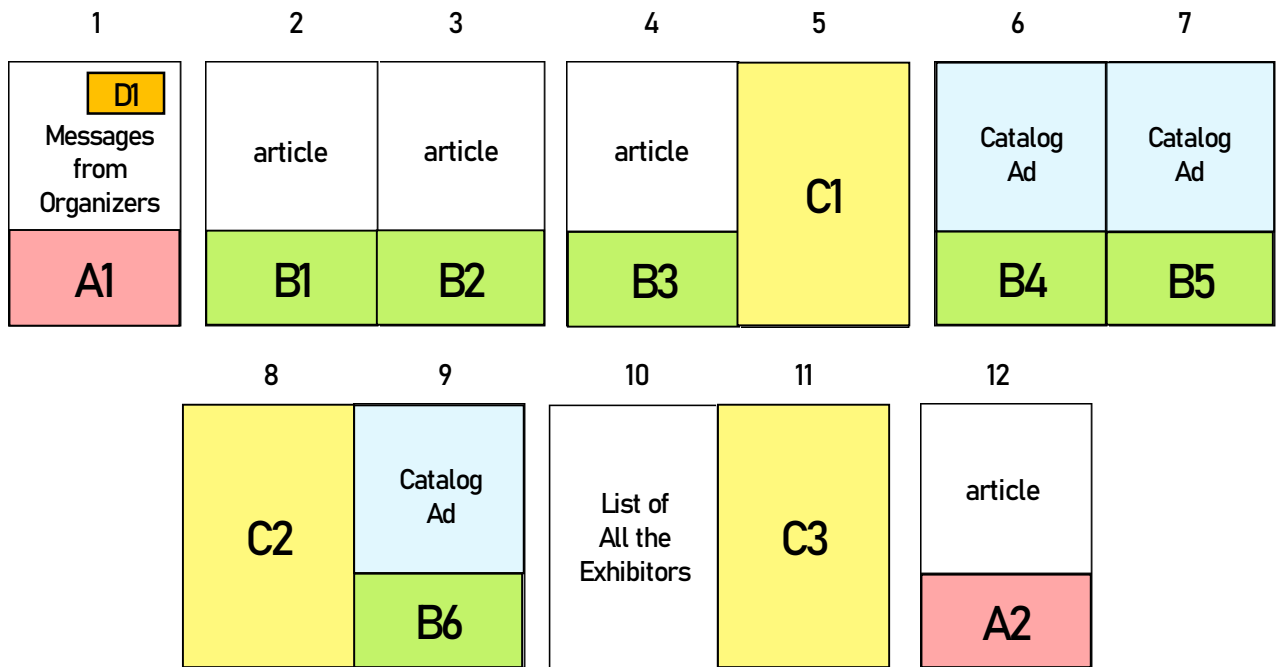 1 2 3 4 5 6 7
D1
Messages
from
Organizers
A1
article
B1
article
B2
article
B3
C1
Catalog
Ad
B4
Catalog
Ad
B5
8 9 10 11 12
C2
Catalog
Ad
B6
List of
All the
Exhibitors
C3
article
A2